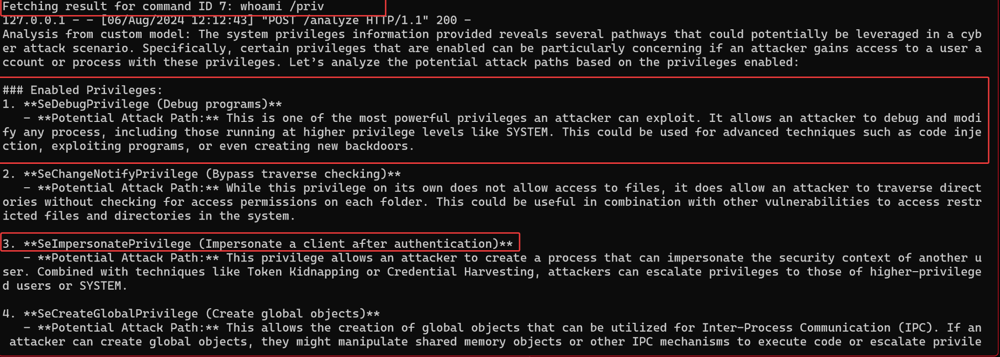 Fetching result for command ID 7: whoami /priv
127.0.0.1 - - [06/Aug/2024 12:12:43] "POST /analyze HTTP/1.1" 200 -
Analysis from custom model: The system privileges information provided reveals several pathways that could potentially be leveraged in a cyb
er attack scenario. Specifically, certain privileges that are enabled can be particularly concerning if an attacker gains access to a user a
ccount or process with these privileges. Let’s analyze the potential attack paths based on the privileges enabled:
### Enabled Privileges:
1. **SeDebugPrivilege (Debug programs)**
   - **Potential Attack Path:** This is one of the most powerful privileges an attacker can exploit. It allows an attacker to debug and modi
fy any process, including those running at higher privilege levels like SYSTEM. This could be used for advanced techniques such as code inje
ction, exploiting programs, or even creating new backdoors.
2. **SeChangeNotifyPrivilege (Bypass traverse checking)**
   - **Potential Attack Path:** While this privilege on its own does not allow access to files, it does allow an attacker to traverse direct
ories without checking for access permissions on each folder. This could be useful in combination with other vulnerabilities to access restr
icted files and directories in the system.
3. **SeImpersonatePrivilege (Impersonate a client after authentication)**
   - **Potential Attack Path:** This privilege allows an attacker to create a process that can impersonate the security context of another u
ser. Combined with techniques like Token Kidnapping or Credential Harvesting, attackers can escalate privileges to those of higher-privilege
d users or SYSTEM.
4. **SeCreateGlobalPrivilege (Create global objects)**
   - **Potential Attack Path:** This allows the creation of global objects that can be utilized for Inter-Process Communication (IPC). If an
 attacker can create global objects, they might manipulate shared memory objects or other IPC mechanisms to execute code or escalate privile